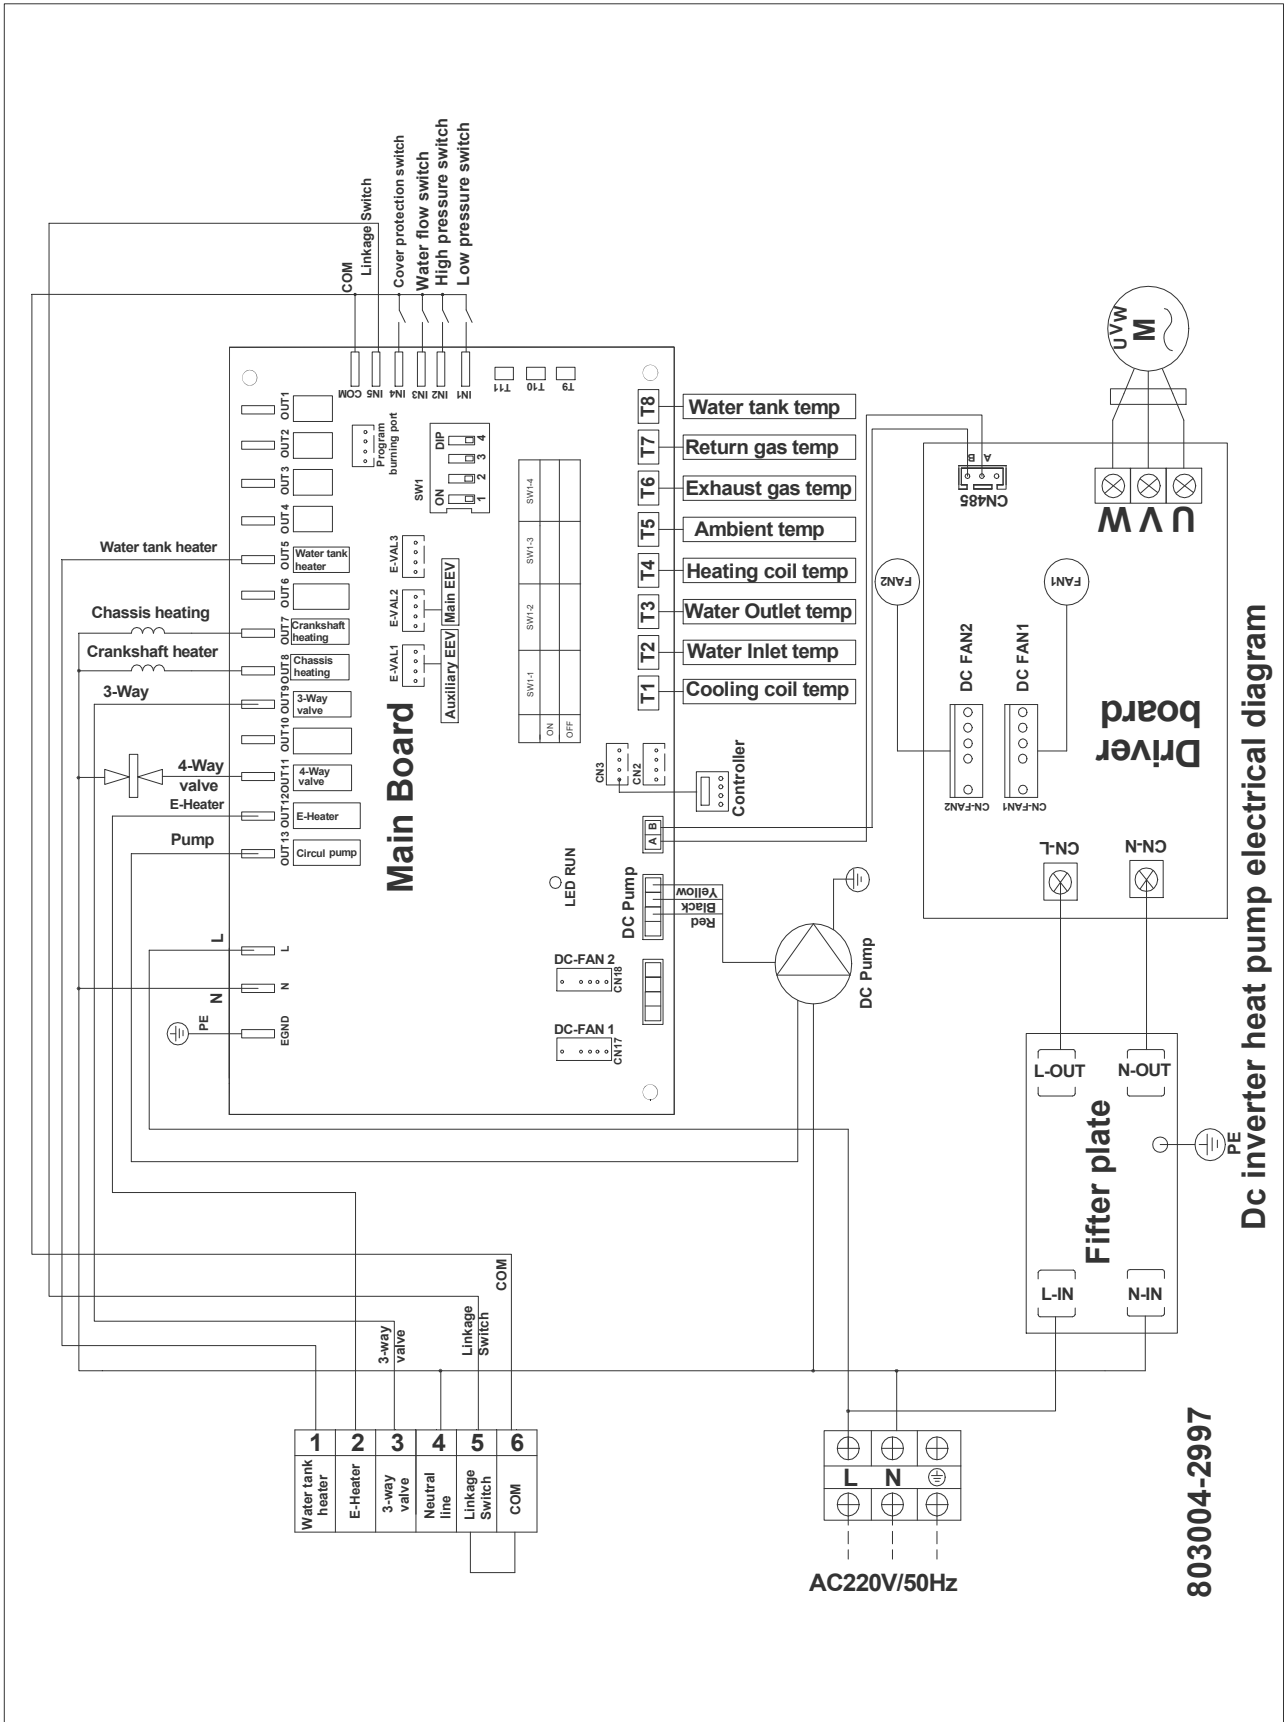 COM
Linkage Switch
Cover protection switch
Water flow switch
High pressure switch
Low pressure switch
COM
IN5
IN4
IN3
IN2
IN1
T11
T10
T9
OUT1
OUT2
OUT3
OUT4
OUT5
OUT6
OUT7
OUT8
OUT9
OUT10
OUT11
OUT12
OUT13
Water tank heater
Chassis heating
Crankshaft heater
3-Way
4-Way
valve
E-Heater
Pump
Water tank
heater
Crankshaft
heating
Chassis
heating
3-Way
valve
4-Way
valve
E-Heater
Circul pump
L
N
PE
L
N
EGND
Program
burning port
SW1
ON
DIP
1
2
3
4
E-VAL3
E-VAL2
E-VAL1
Main EEV
Auxiliary EEV
SW1-4
SW1-3
SW1-2
SW1-1
ON
OFF
Main Board
LED RUN
T8 Water tank temp
T7 Return gas temp
T6 Exhaust gas temp
T5 Ambient temp
T4 Heating coil temp
T3 Water Outlet temp
T2 Water Inlet temp
T1 Cooling coil temp
CN3
CN2
Controller
B
A
DC Pump
Yellow
Black
Red
DC Pump
DC-FAN 2
CN18
DC-FAN 1
CN17
U V W
M
B
A
CN485
W V U
FAN2
FAN1
DC FAN2
DC FAN1
CN-FAN2
CN-FAN1
Driver
board
CN-L
CN-N
L-OUT
N-OUT
Fifter plate
PE
L-IN
N-IN
Dc inverter heat pump electrical diagram
3-way
valve
Linkage
Switch
COM
1
2
3
4
5
6
Water tank
heater
E-Heater
3-way
valve
Neutral
line
Linkage
Switch
COM
L
N
AC220V/50Hz
803004-2997